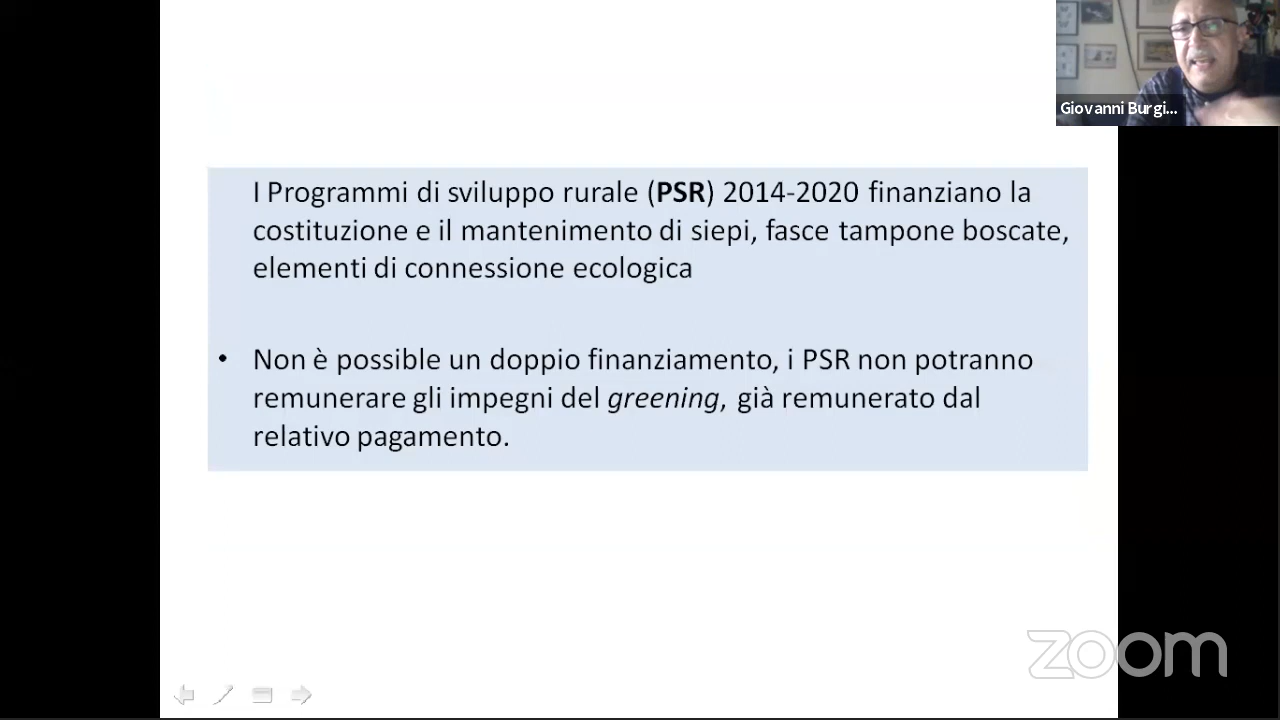 Giovanni Burgi...
I Programmi di sviluppo rurale (PSR) 2014-2020 finanziano la
costituzione e il mantenimento di siepi, fasce tampone boscate,
elementi di connessione ecologica
• Non è possible un doppio finanziamento, i PSR non potranno
remunerare gli impegni del greening, già remunerato dal
relativo pagamento.
zoom